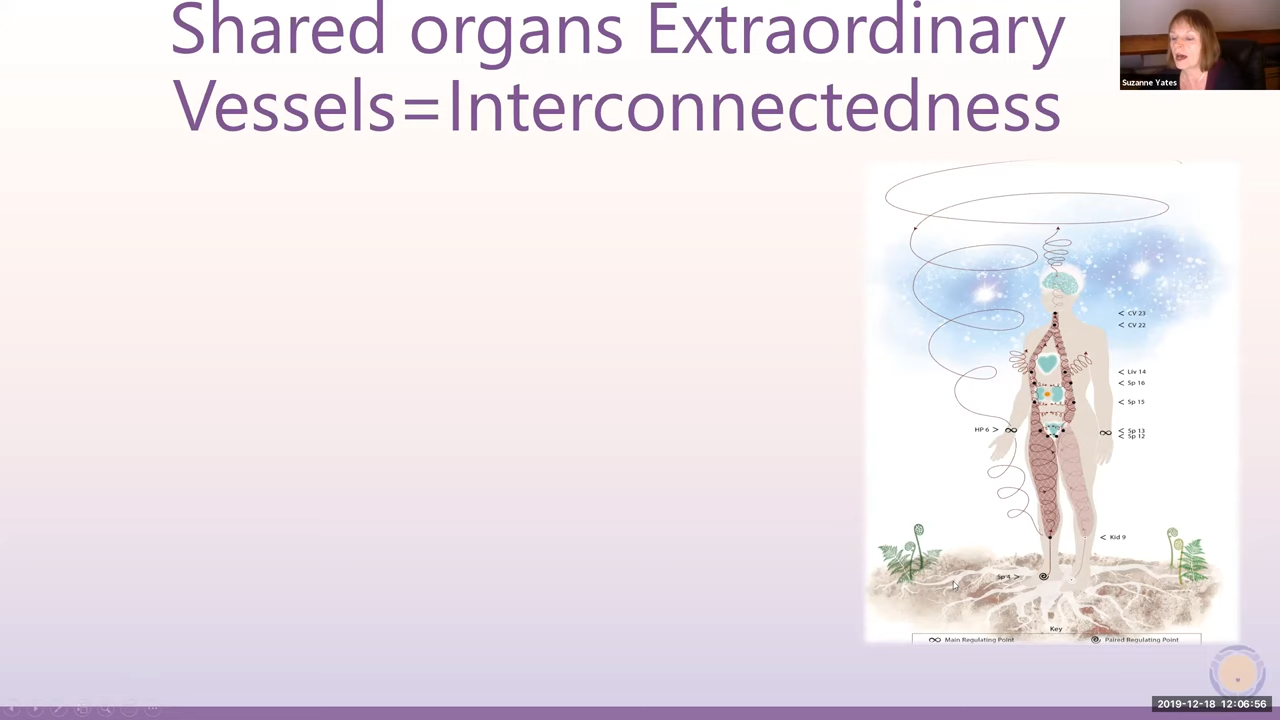 Shared organs Extraordinary
Vessels=Interconnectedness
Suzanne Yates
< CV 23
< CV 22
< Liv 14
< Sp 16
< Sp 15
HP 6 >
< Sp 13
< Sp 12
< Kid 9
Sp 4 >
Key
Main Regulating Point
Paired Regulating Point
2019-12-18 12:06:56